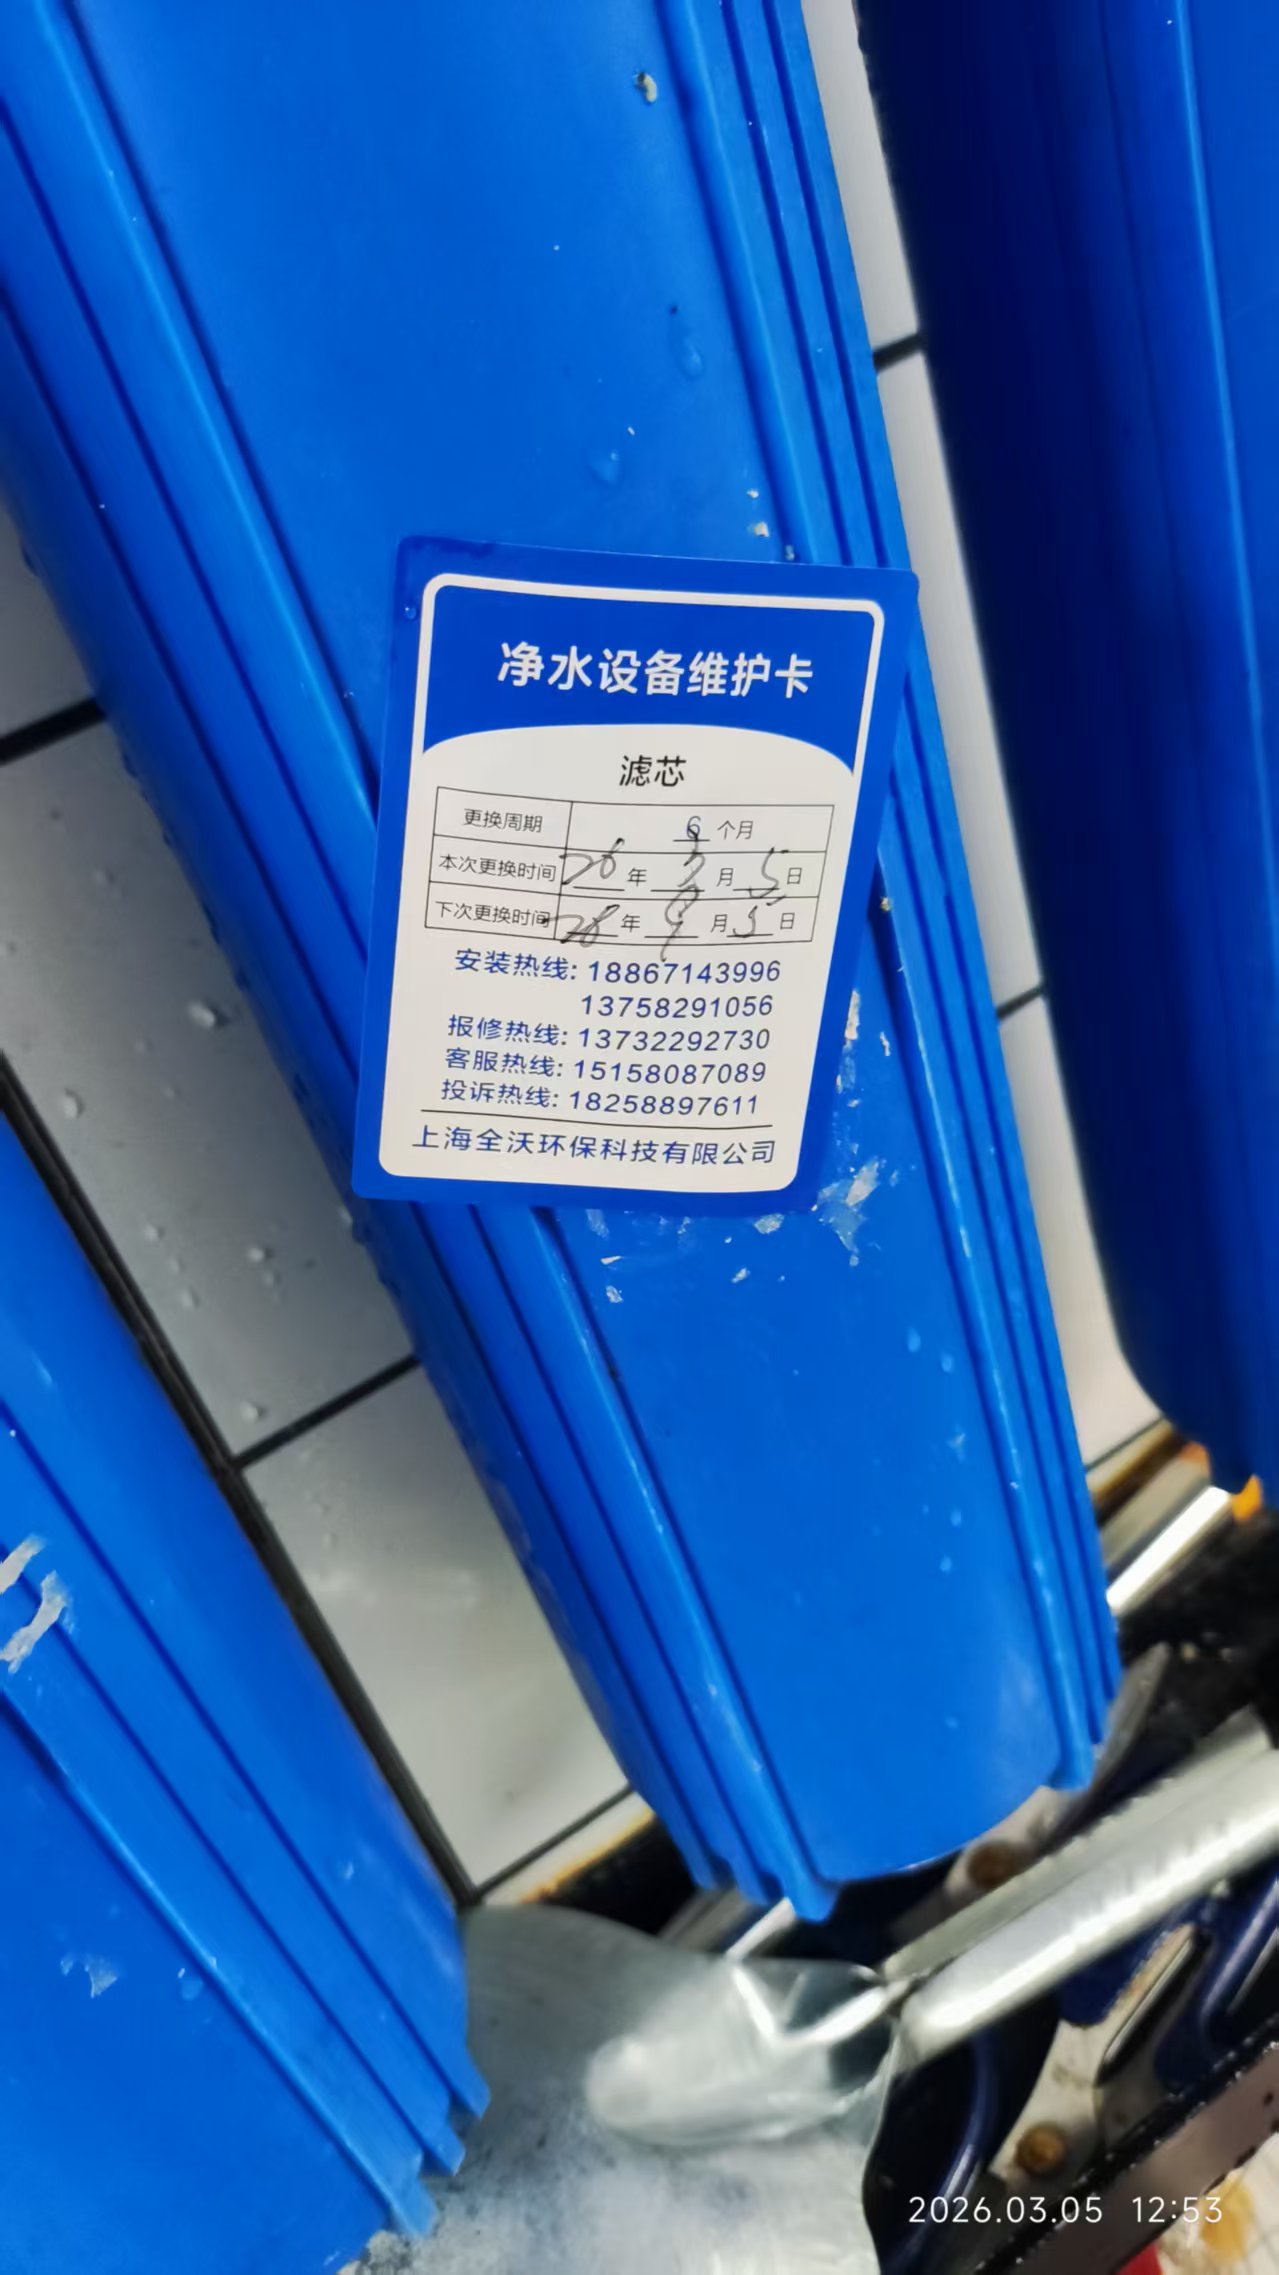 净水设备维护卡
滤芯
更换周期 6 个月
本次更换时间 26 年 3 月 5 日
下次更换时间 26 年 9 月 5 日
安装热线: 18867143996
13758291056
报修热线: 13732292730
客服热线: 15158087089
投诉热线: 18258897611
上海全沃环保科技有限公司
2026.03.05 12:53